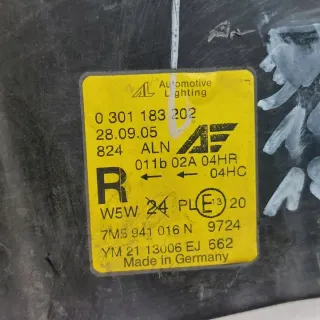 AL Automotive
Lighting
0 301 183 202
28.09.05
824 ALN
011b 02A 04HR
R ← ← 04HC
W5W 24 PL E 13 20
7M5 941 016 N 9724
YM 21 13006 EJ 662
Made in Germany